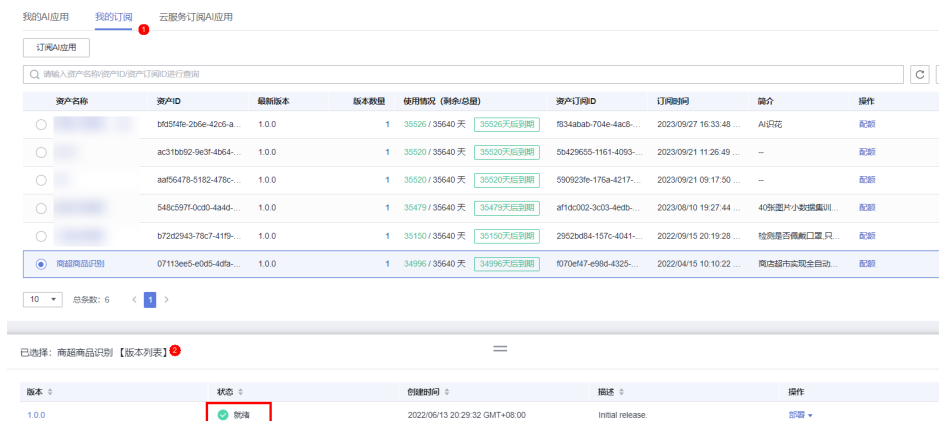 我的AI应用 我的订阅 云服务订阅AI应用
1
订阅AI应用
请输入资产名称/资产ID/资产订阅ID进行查询
资产名称 资产ID 最新版本 版本数量 使用情况（剩余/总量） 资产订阅ID 订阅时间 简介 操作
bfd5f4fe-2b6e-42c6-a... 1.0.0 1 35526 / 35640 天 35526天后到期 f834abab-704e-4ac8-... 2023/09/27 16:33:48 ... AI识花 配额
ac31bb92-9e3f-4b64-... 1.0.0 1 35520 / 35640 天 35520天后到期 5b429655-1161-4093-... 2023/09/21 11:26:49 ... -- 配额
aaf56478-5182-478c-... 1.0.0 1 35520 / 35640 天 35520天后到期 590923fe-176a-4217-... 2023/09/21 09:17:50 ... -- 配额
548c597f-0cd0-4a4d-... 1.0.0 1 35479 / 35640 天 35479天后到期 af1dc002-3c03-4edb-... 2023/08/10 19:27:44 ... 40张图片小数据集训... 配额
b72d2943-78c7-41f9-... 1.0.0 1 35150 / 35640 天 35150天后到期 2952bd84-157c-4041-... 2022/09/15 20:19:28 ... 检测是否佩戴口罩,只... 配额
商超商品识别 07113ee5-e0d5-4dfa-... 1.0.0 1 34996 / 35640 天 34996天后到期 f070ef47-e98d-4325-... 2022/04/15 10:10:22 ... 商店超市实现全自动... 配额
10 总条数：6 < 1 >
已选择：商超商品识别 【版本列表】 2
版本 状态 创建时间 描述 操作
1.0.0 就绪 2022/06/13 20:29:32 GMT+08:00 Initial release. 部署